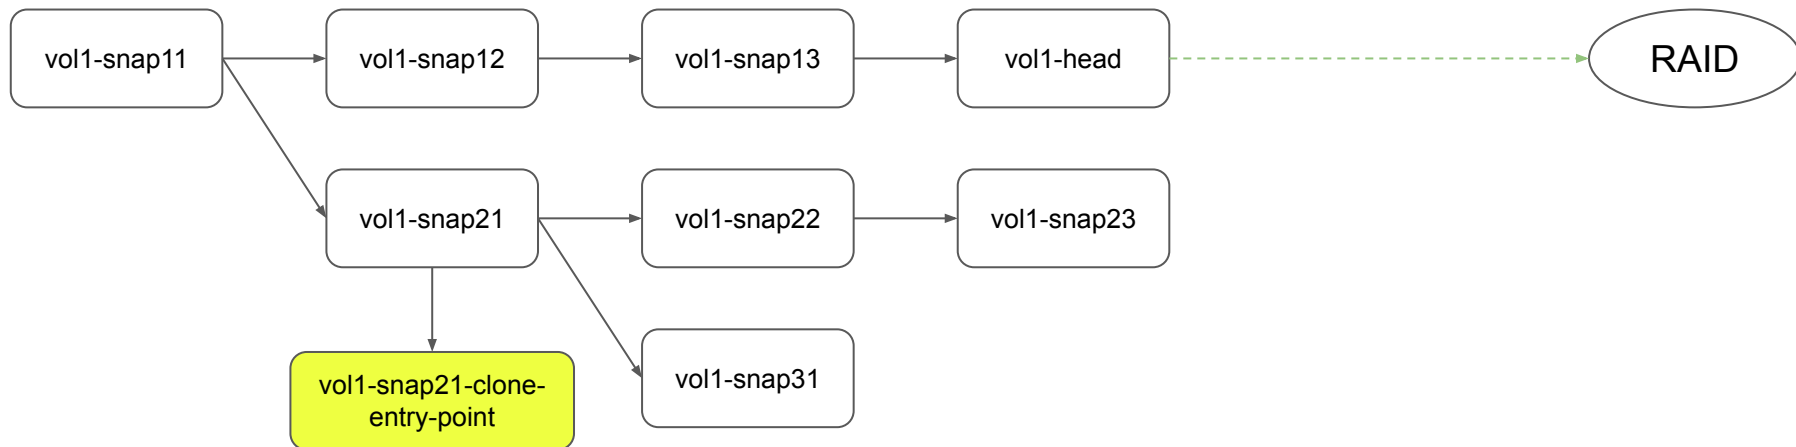 vol1-snap11
vol1-snap12
vol1-snap13
vol1-head
RAID
vol1-snap21
vol1-snap22
vol1-snap23
vol1-snap21-clone-
entry-point
vol1-snap31